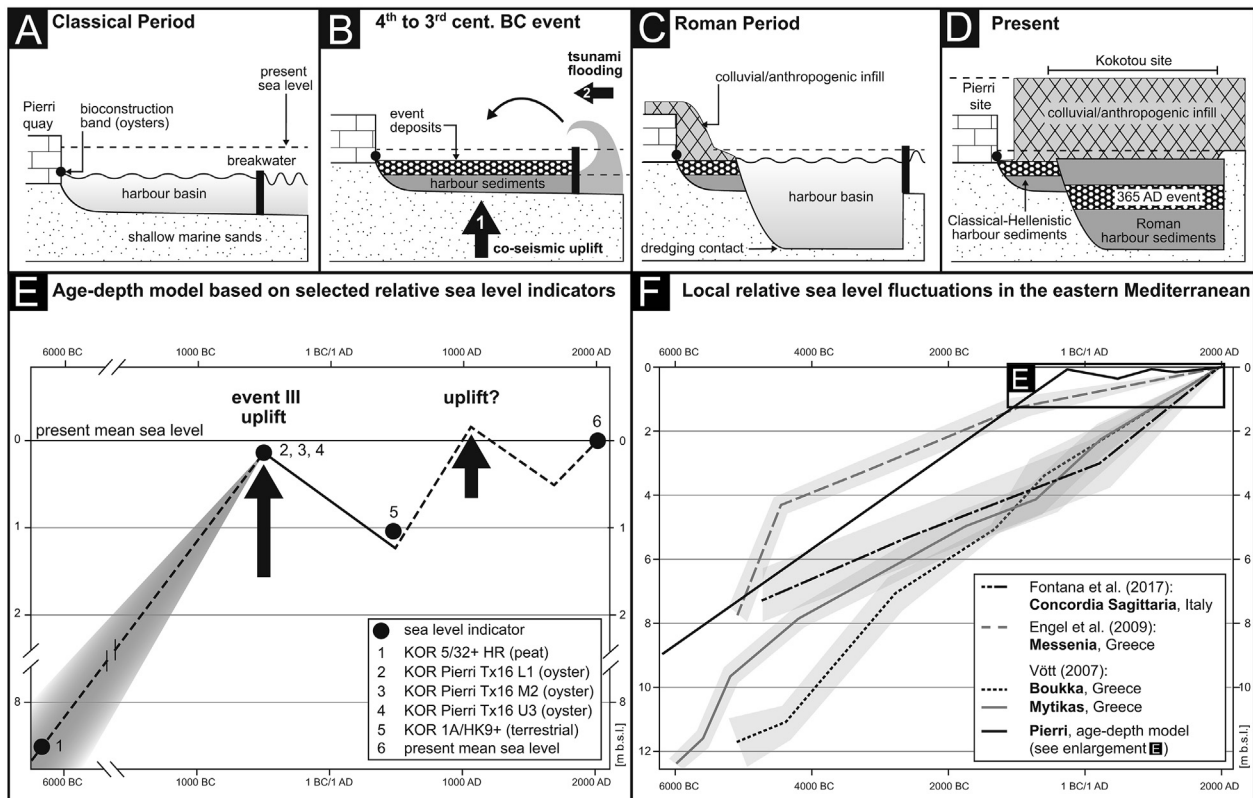 A Classical Period
Pierri
quay
bioconstruction
band (oysters)
present
sea level
breakwater
harbour basin
shallow marine sands
B 4th to 3rd cent. BC event
tsunami
flooding
2
event
deposits
harbour sediments
1
co-seismic uplift
C Roman Period
colluvial/anthropogenic infill
harbour basin
dredging contact
D Present
Kokotou site
Pierri
site
colluvial/anthropogenic infill
365 AD event
Classical-Hellenistic
harbour sediments
Roman
harbour sediments
E Age-depth model based on selected relative sea level indicators
6000 BC 1000 BC 1 BC/1 AD 1000 AD 2000 AD
event III
uplift
uplift?
present mean sea level
2, 3, 4
5
6
1
0 0
1 1
2 2
8 8
[m b.s.l.]
sea level indicator
1 KOR 5/32+ HR (peat)
2 KOR Pierri Tx16 L1 (oyster)
3 KOR Pierri Tx16 M2 (oyster)
4 KOR Pierri Tx16 U3 (oyster)
5 KOR 1A/HK9+ (terrestrial)
6 present mean sea level
6000 BC 1000 BC 1 BC/1 AD 1000 AD 2000 AD
F Local relative sea level fluctuations in the eastern Mediterranean
6000 BC 4000 BC 2000 BC 1 BC/1 AD 2000 AD
E
0 0
2 2
4 4
6 6
8 8
10 10
12 12
[m b.s.l.]
Fontana et al. (2017):
Concordia Sagittaria, Italy
Engel et al. (2009):
Messenia, Greece
Vött (2007):
Boukka, Greece
Mytikas, Greece
Pierri, age-depth model
(see enlargement E)
6000 BC 4000 BC 2000 BC 1 BC/1 AD 2000 AD